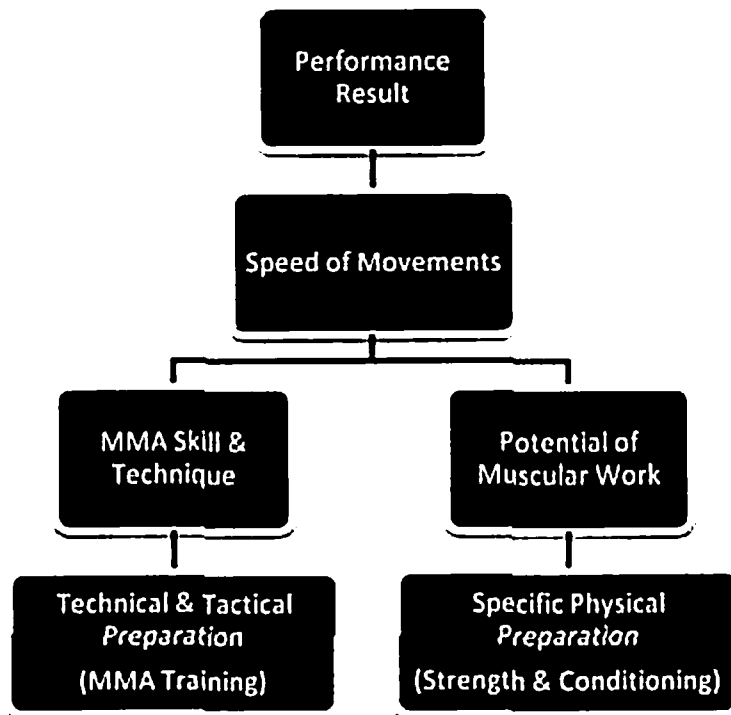 Performance
Result
Speed of Movements
MMA Skill &
Technique
Potential of
Muscular Work
Technical & Tactical
Preparation
(MMA Training)
Specific Physical
Preparation
(Strength & Conditioning)